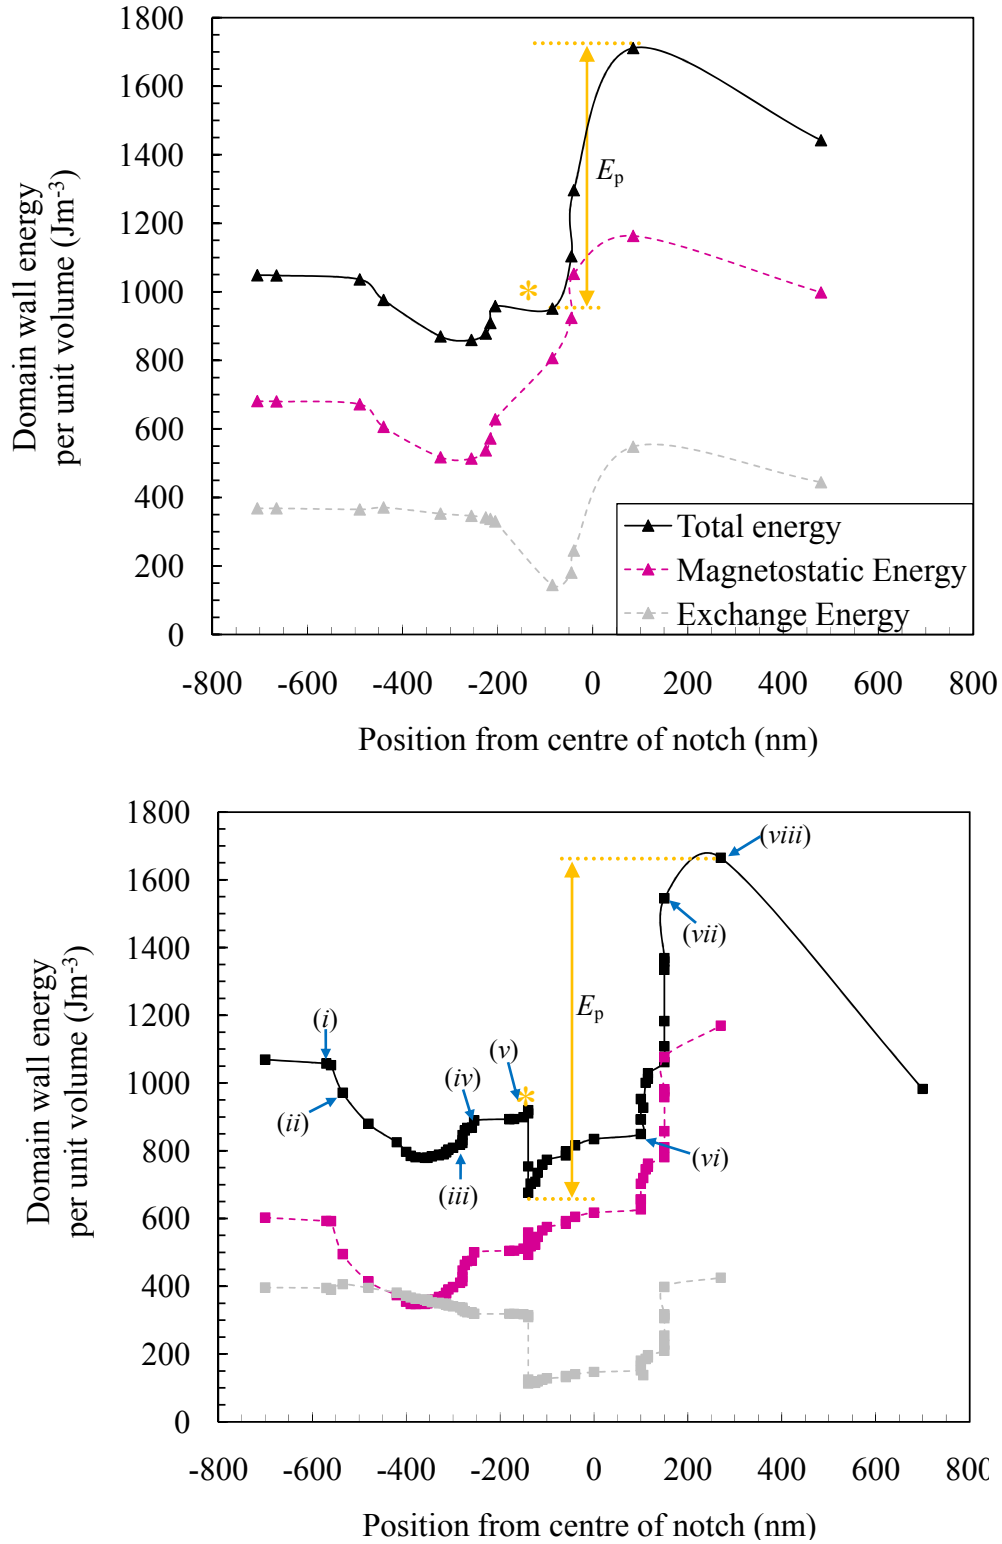 1800
1600
1400
1200
1000
800
600
400
200
0
Domain wall energy
per unit volume (Jm-3)
Ep
*
Total energy
Magnetostatic Energy
Exchange Energy
-800 -600 -400 -200 0 200 400 600 800
Position from centre of notch (nm)
1800
1600
1400
1200
1000
800
600
400
200
0
Domain wall energy
per unit volume (Jm-3)
(viii)
(vii)
Ep
(i)
(v)
(iv)
*
(ii)
(vi)
(iii)
-800 -600 -400 -200 0 200 400 600 800
Position from centre of notch (nm)